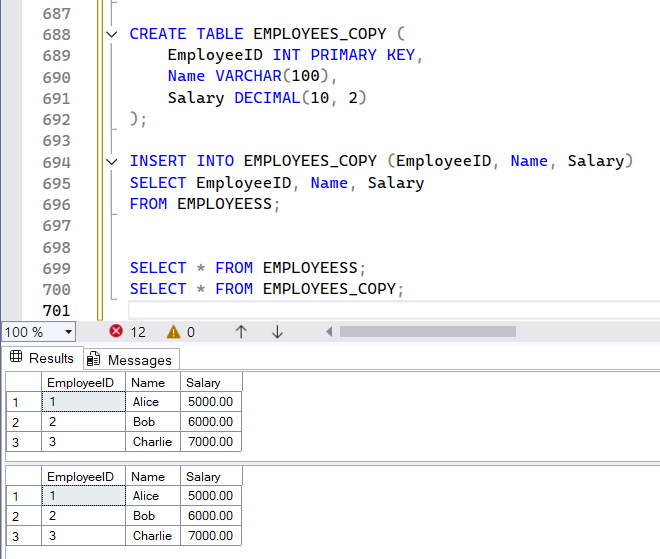 687
688 CREATE TABLE EMPLOYEES_COPY (
689 EmployeeID INT PRIMARY KEY,
690 Name VARCHAR(100),
691 Salary DECIMAL(10, 2)
692 );
693
694 INSERT INTO EMPLOYEES_COPY (EmployeeID, Name, Salary)
695 SELECT EmployeeID, Name, Salary
696 FROM EMPLOYEESS;
697
698
699 SELECT * FROM EMPLOYEESS;
700 SELECT * FROM EMPLOYEES_COPY;
701
100 % 12 0
Results Messages
EmployeeID Name Salary
1 1 Alice 5000.00
2 2 Bob 6000.00
3 3 Charlie 7000.00
EmployeeID Name Salary
1 1 Alice 5000.00
2 2 Bob 6000.00
3 3 Charlie 7000.00